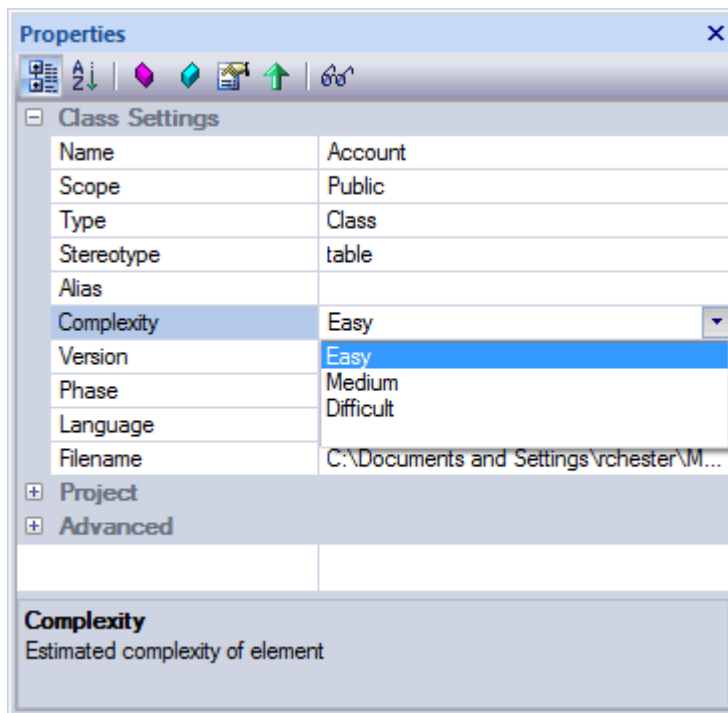 Properties
Class Settings
Name Account
Scope Public
Type Class
Stereotype table
Alias
Complexity Easy
Version Easy
Phase Medium
Language Difficult
Filename C:\Documents and Settings\rchester\M...
Project
Advanced
Complexity
Estimated complexity of element